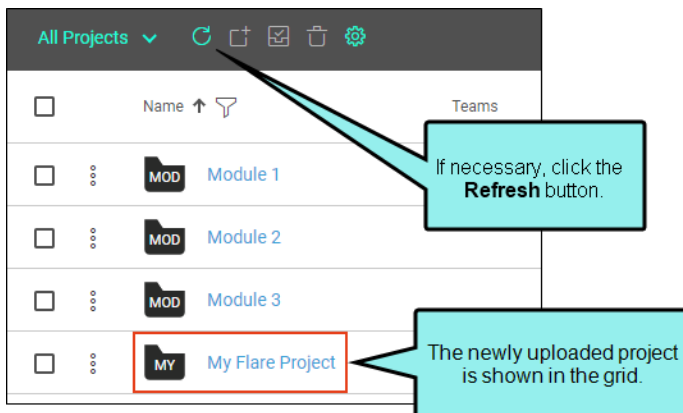 All Projects
Name
Teams
If necessary, click the
Refresh button.
MOD
Module 1
MOD
Module 2
MOD
Module 3
MY
My Flare Project
The newly uploaded project
is shown in the grid.